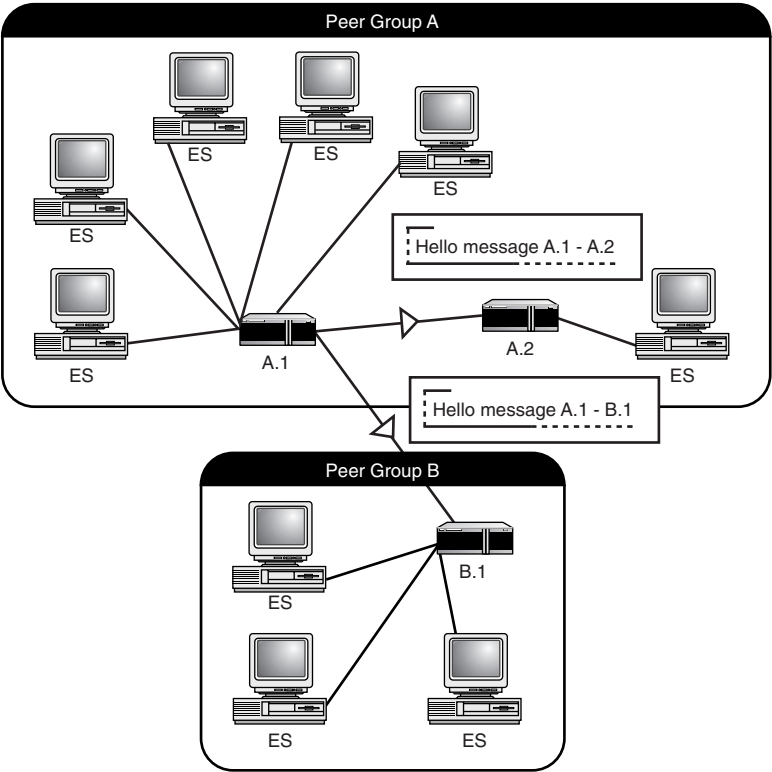 Peer Group A
ES
ES
ES
ES
Hello message A.1 - A.2
ES
A.1
A.2
ES
ES
Hello message A.1 - B.1
Peer Group B
B.1
ES
ES
ES